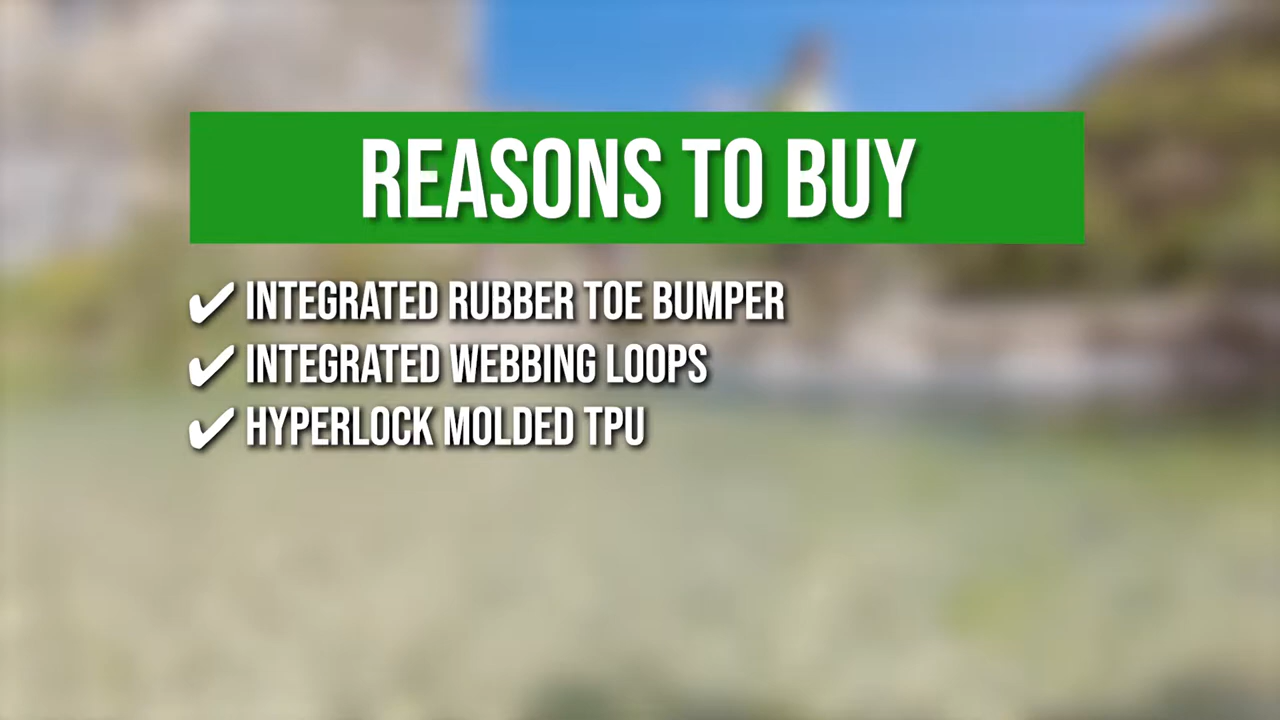 REASONS TO BUY
✔ INTEGRATED RUBBER TOE BUMPER
✔ INTEGRATED WEBBING LOOPS
✔ HYPERLOCK MOLDED TPU